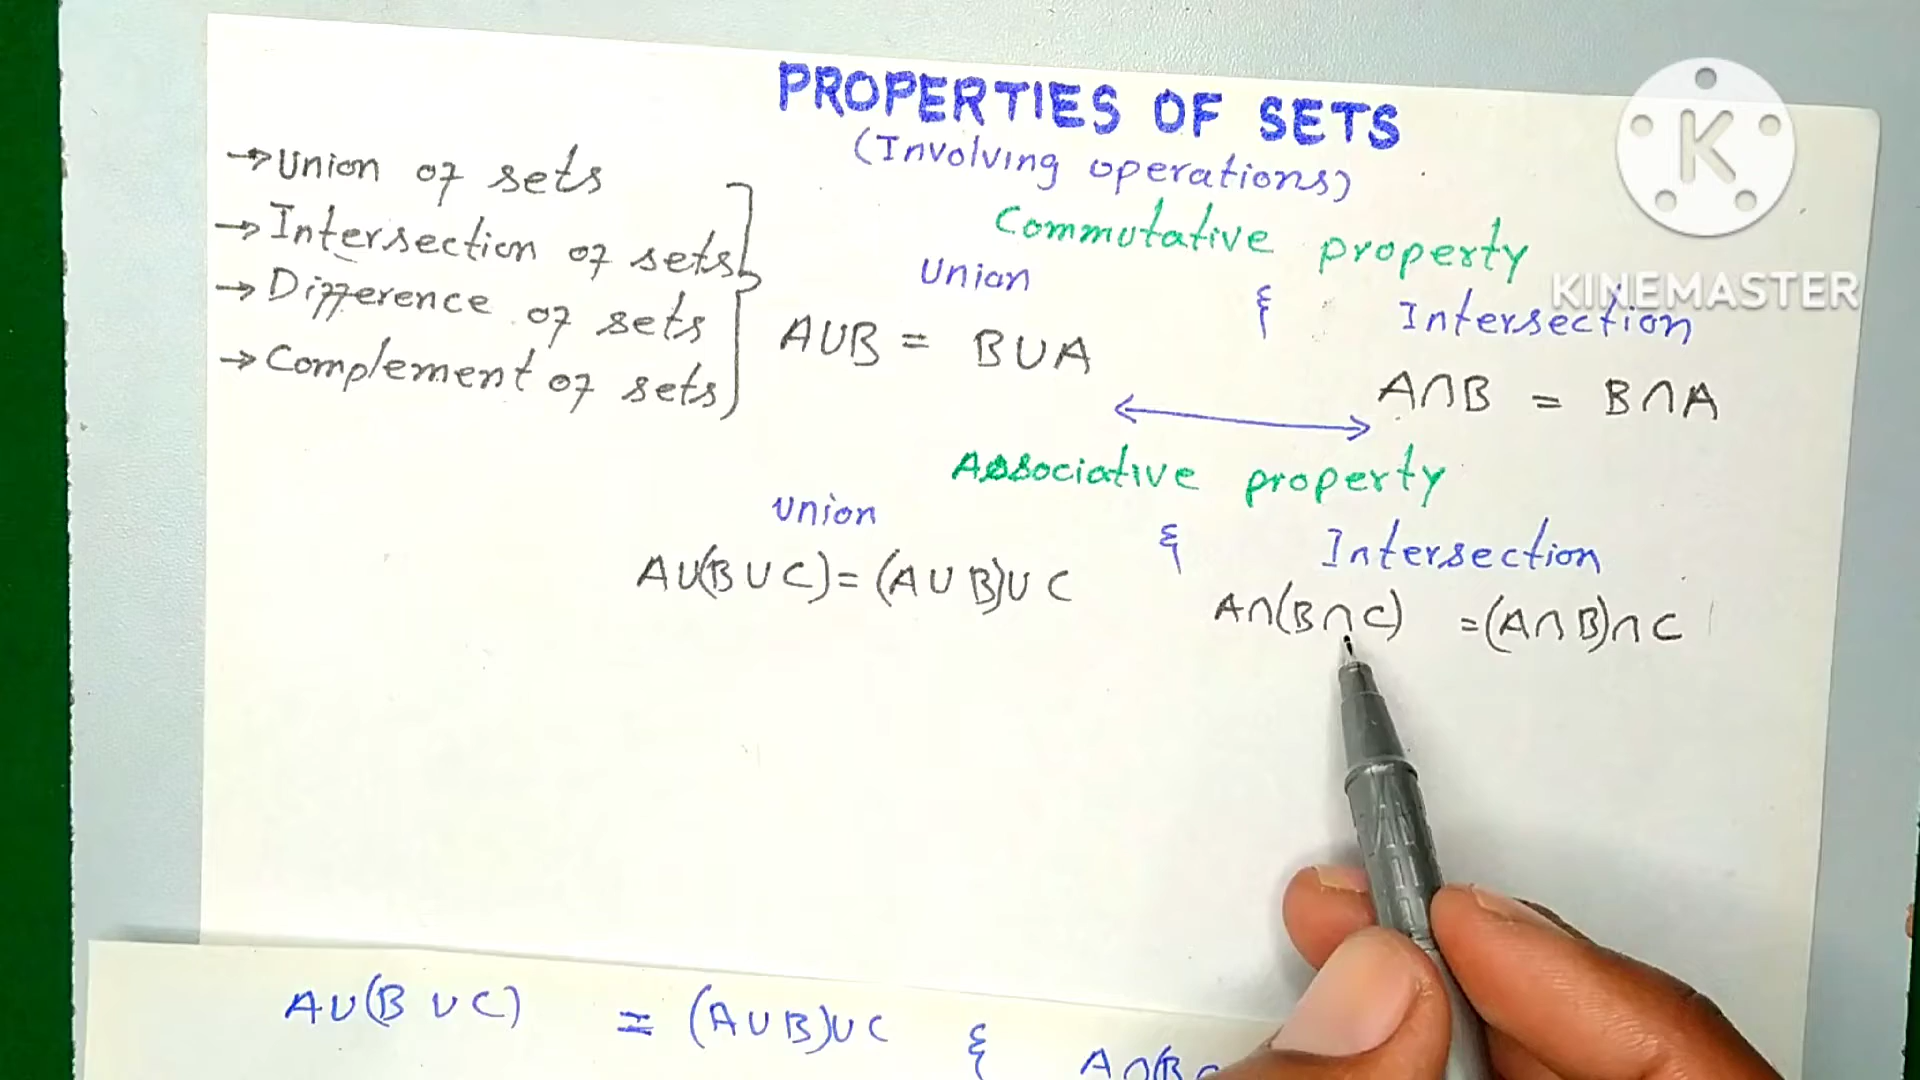 PROPERTIES OF SETS
(Involving operations)
→ Union of sets
→ Intersection of sets
→ Difference of sets
→ Complement of sets
Commutative property
Union & Intersection
A∪B = B∪A
A∩B = B∩A
Associative property
Union & Intersection
A∪(B∪C) = (A∪B)∪C
A∩(B∩C) = (A∩B)∩C
A∪(B∪C) = (A∪B)∪C & A∩(B∩
K
KINEMASTER